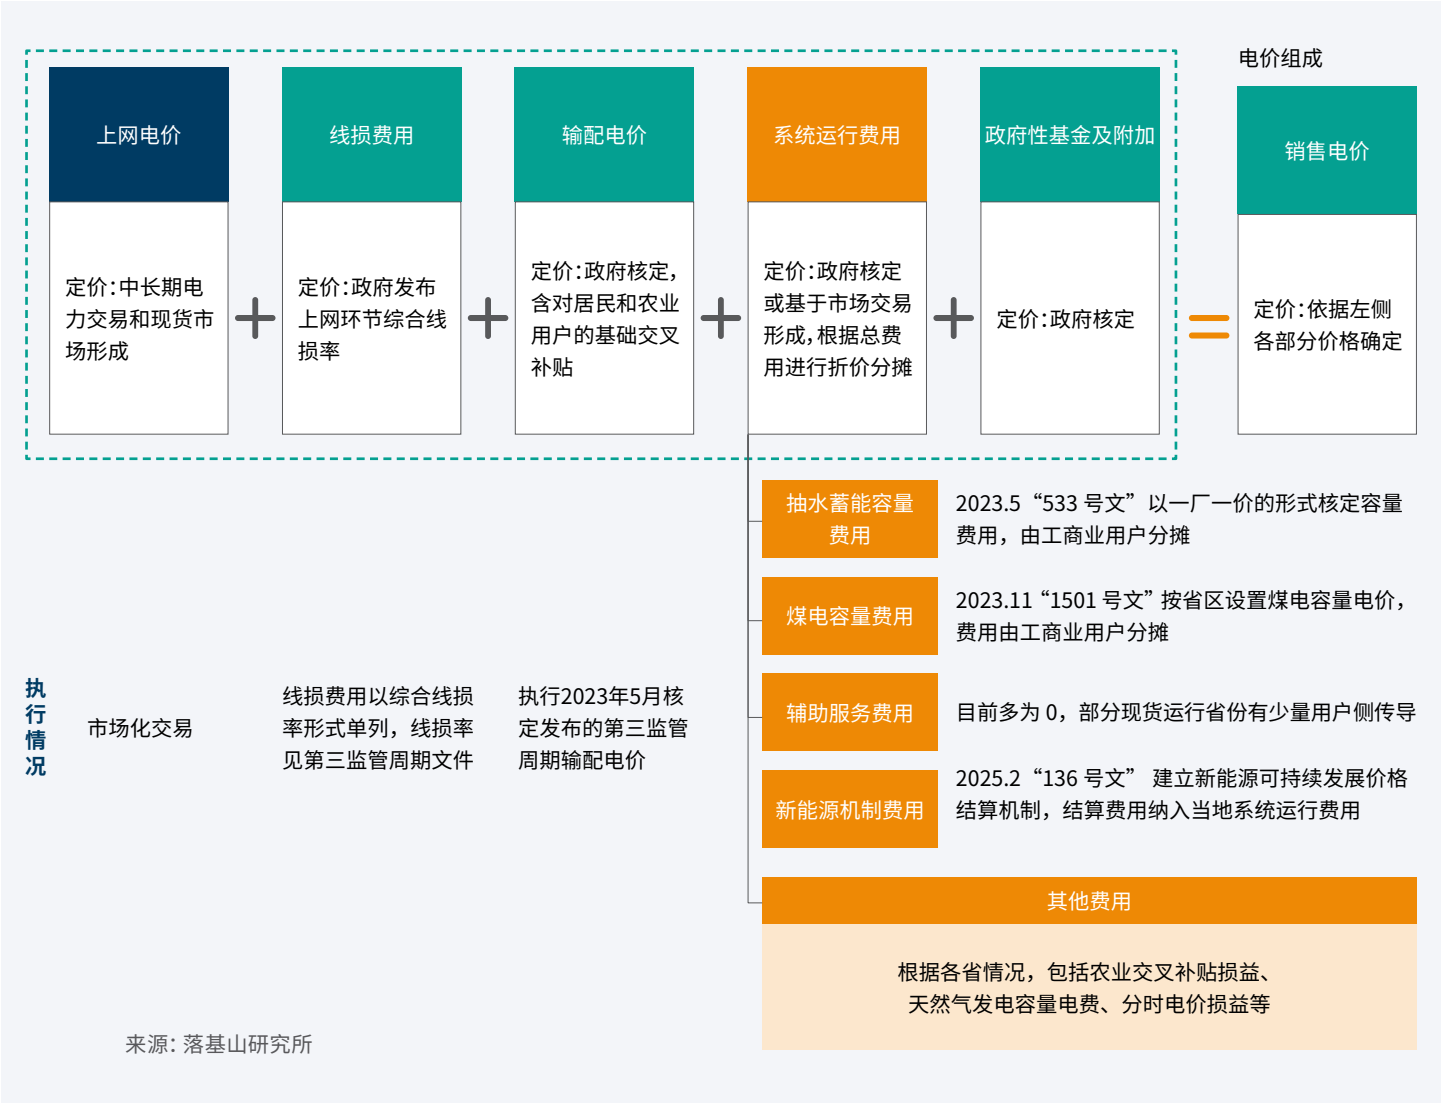 电价组成
上网电价
定价：中长期电
力交易和现货市
场形成
线损费用
定价：政府发布
上网环节综合线
损率
输配电价
定价：政府核定，
含对居民和农业
用户的基础交叉
补贴
系统运行费用
定价：政府核定
或基于市场交易
形成，根据总费
用进行折价分摊
政府性基金及附加
定价：政府核定
销售电价
定价：依据左侧
各部分价格确定
执
行
情
况
市场化交易
线损费用以综合线损
率形式单列，线损率
见第三监管周期文件
执行2023年5月核
定发布的第三监管
周期输配电价
抽水蓄能容量
费用
2023.5“533 号文”以一厂一价的形式核定容量
费用，由工商业用户分摊
煤电容量费用
2023.11“1501 号文”按省区设置煤电容量电价，
费用由工商业用户分摊
辅助服务费用
目前多为 0，部分现货运行省份有少量用户侧传导
新能源机制费用
2025.2“136 号文” 建立新能源可持续发展价格
结算机制，结算费用纳入当地系统运行费用
其他费用
根据各省情况，包括农业交叉补贴损益、
天然气发电容量电费、分时电价损益等
来源：落基山研究所